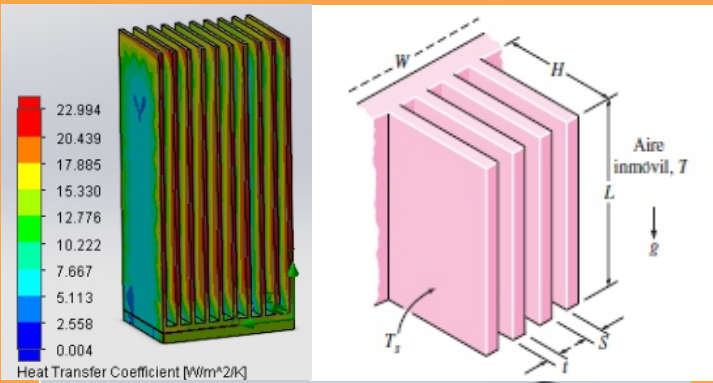 22.994
20.439
17.885
15.330
12.776
10.222
7.667
5.113
2.558
0.004
Heat Transfer Coefficient [W/m^2/K]
W
H
Aire
inmóvil, T
L
g
T_s
S
t